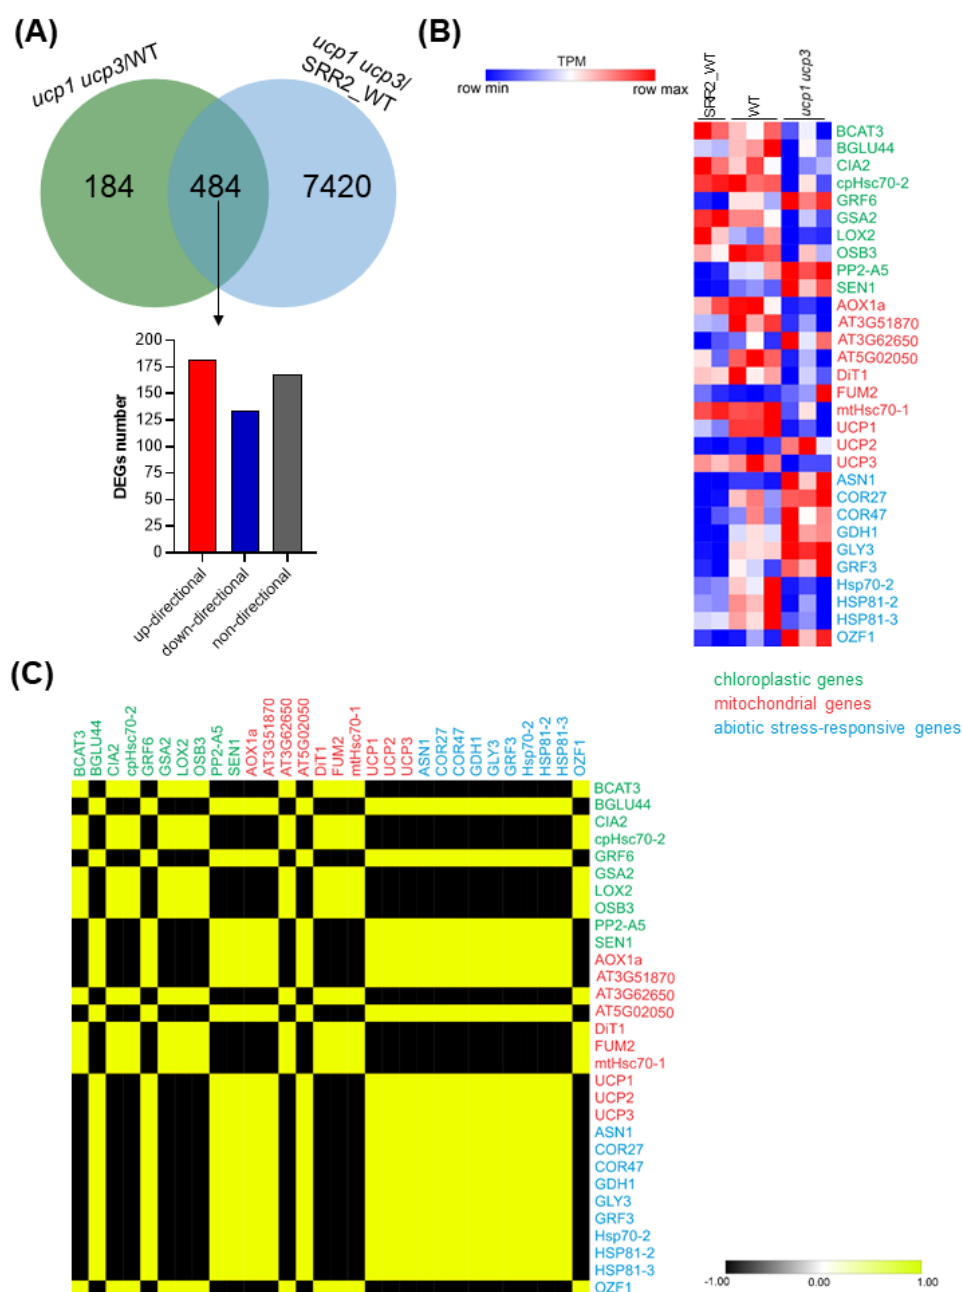 (A)
ucp1 ucp3/WT
ucp1 ucp3/
SRR2_WT
184
484
7420
DEGs number
200
175
150
125
100
75
50
25
0
up-directional
down-directional
non-directional
(B)
TPM
row min
row max
SRR2_WT
WT
ucp1 ucp3
BCAT3
BGLU44
CIA2
cpHsc70-2
GRF6
GSA2
LOX2
OSB3
PP2-A5
SEN1
AOX1a
AT3G51870
AT3G62650
AT5G02050
DiT1
FUM2
mtHsc70-1
UCP1
UCP2
UCP3
ASN1
COR27
COR47
GDH1
GLY3
GRF3
Hsp70-2
HSP81-2
HSP81-3
OZF1
chloroplastic genes
mitochondrial genes
abiotic stress-responsive genes
(C)
BCAT3
BGLU44
CIA2
cpHsc70-2
GRF6
GSA2
LOX2
OSB3
PP2-A5
SEN1
AOX1a
AT3G51870
AT3G62650
AT5G02050
DiT1
FUM2
mtHsc70-1
UCP1
UCP2
UCP3
ASN1
COR27
COR47
GDH1
GLY3
GRF3
Hsp70-2
HSP81-2
HSP81-3
OZF1
BCAT3
BGLU44
CIA2
cpHsc70-2
GRF6
GSA2
LOX2
OSB3
PP2-A5
SEN1
AOX1a
AT3G51870
AT3G62650
AT5G02050
DiT1
FUM2
mtHsc70-1
UCP1
UCP2
UCP3
ASN1
COR27
COR47
GDH1
GLY3
GRF3
Hsp70-2
HSP81-2
HSP81-3
OZF1
-1.00
0.00
1.00